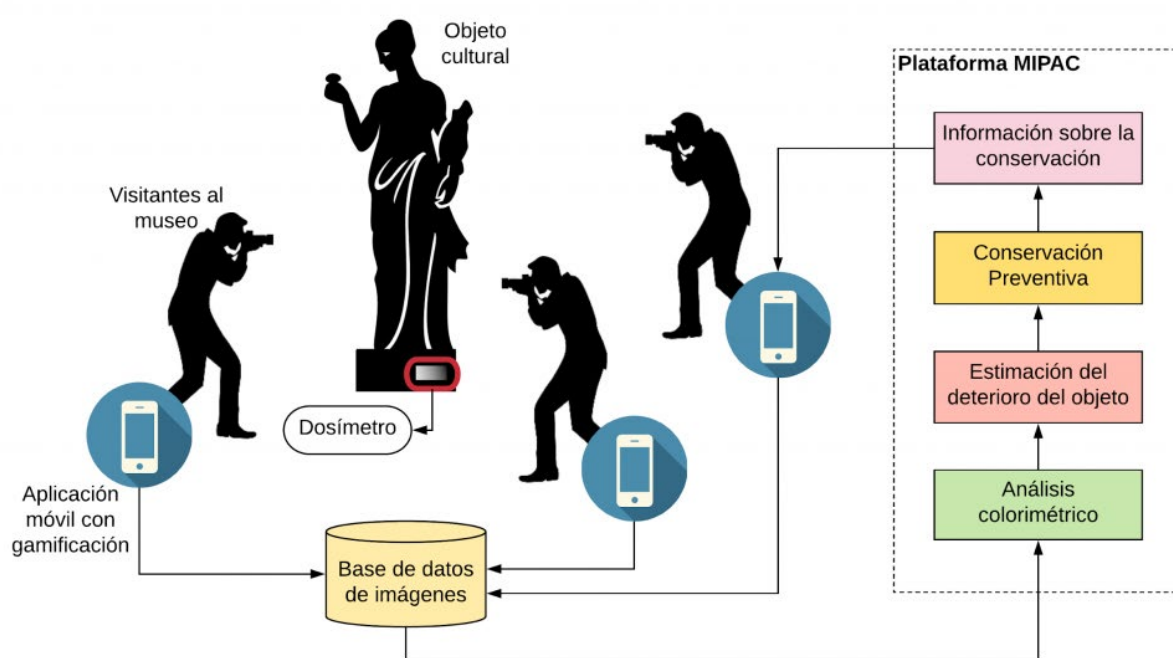 Objeto
cultural
Plataforma MIPAC
Información sobre la
conservación
Visitantes al
museo
Conservación
Preventiva
Estimación del
deterioro del objeto
Dosímetro
Análisis
colorimétrico
Aplicación
móvil con
gamificación
Base de datos
de imágenes